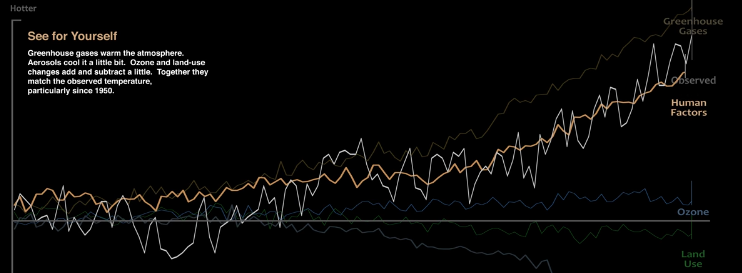 Hotter
See for Yourself
Greenhouse gases warm the atmosphere.
Aerosols cool it a little bit. Ozone and land-use
changes add and subtract a little. Together they
match the observed temperature,
particularly since 1950.
Greenhouse
Gases
Observed
Human
Factors
Ozone
Land
Use